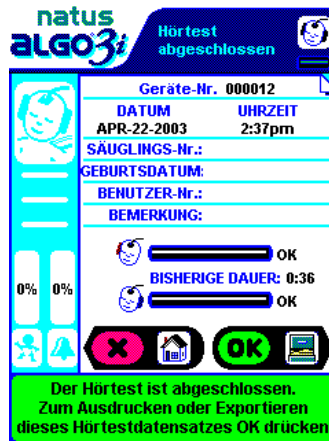 natus
ALGO3i
Hörtest
abgeschlossen
Geräte-Nr. 000012
DATUM UHRZEIT
APR-22-2003 2:37pm
SÄUGLINGS-Nr.:
GEBURTSDATUM:
BENUTZER-Nr.:
BEMERKUNG:
OK
BISHERIGE DAUER: 0:36
OK
0% 0%
OK
Der Hörtest ist abgeschlossen.
Zum Ausdrucken oder Exportieren
dieses Hörtestdatensatzes OK drücken